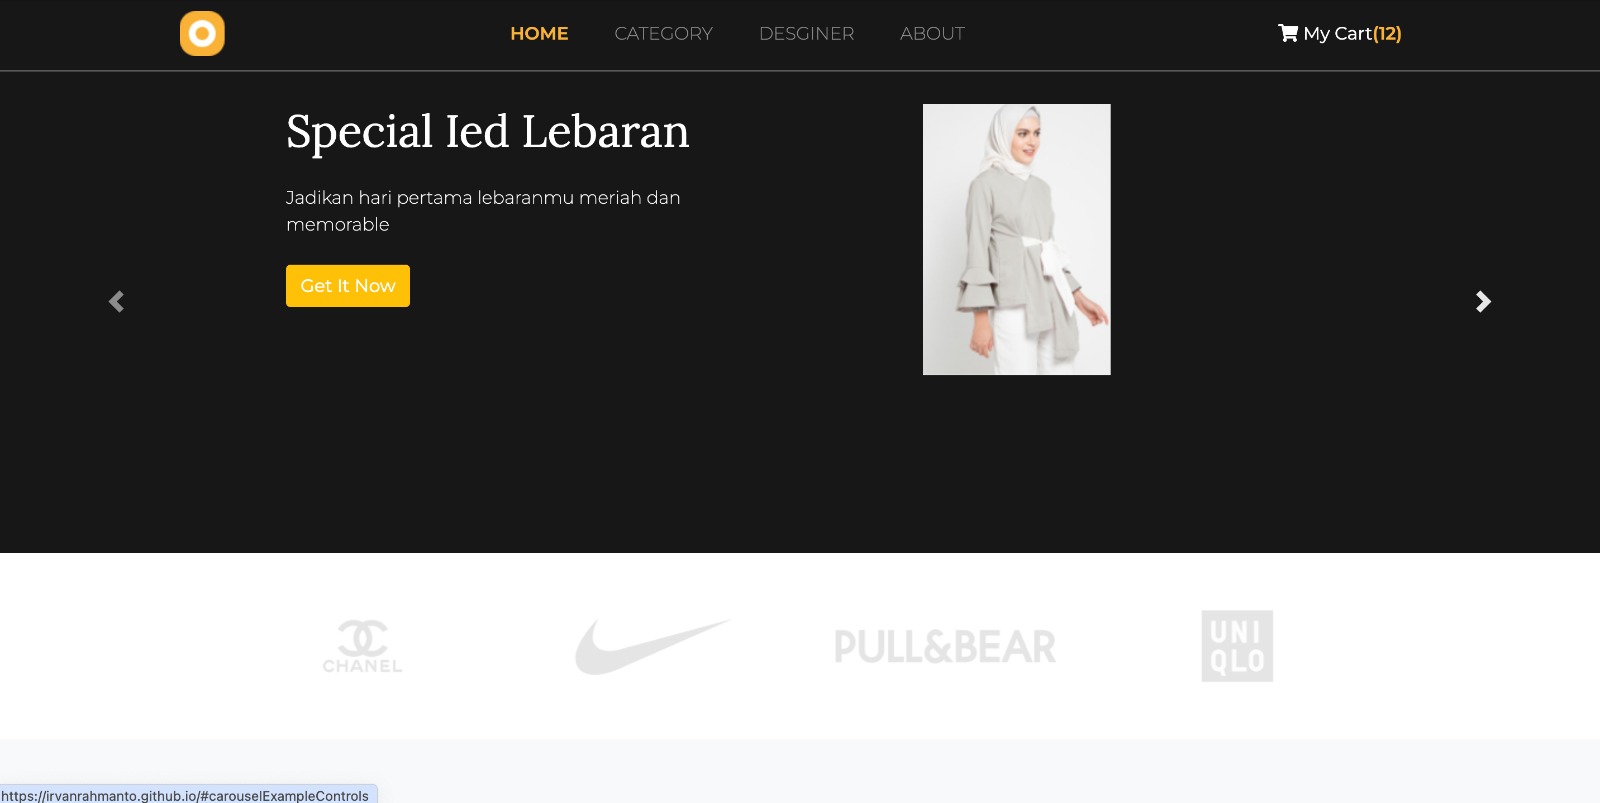 HOME CATEGORY DESGINER ABOUT My Cart(12)
Special Ied Lebaran
Jadikan hari pertama lebaranmu meriah dan
memorable
Get It Now
CHANEL
PULL&BEAR
UNI
QLO
https://irvanrahmanto.github.io/#carouselExampleControls